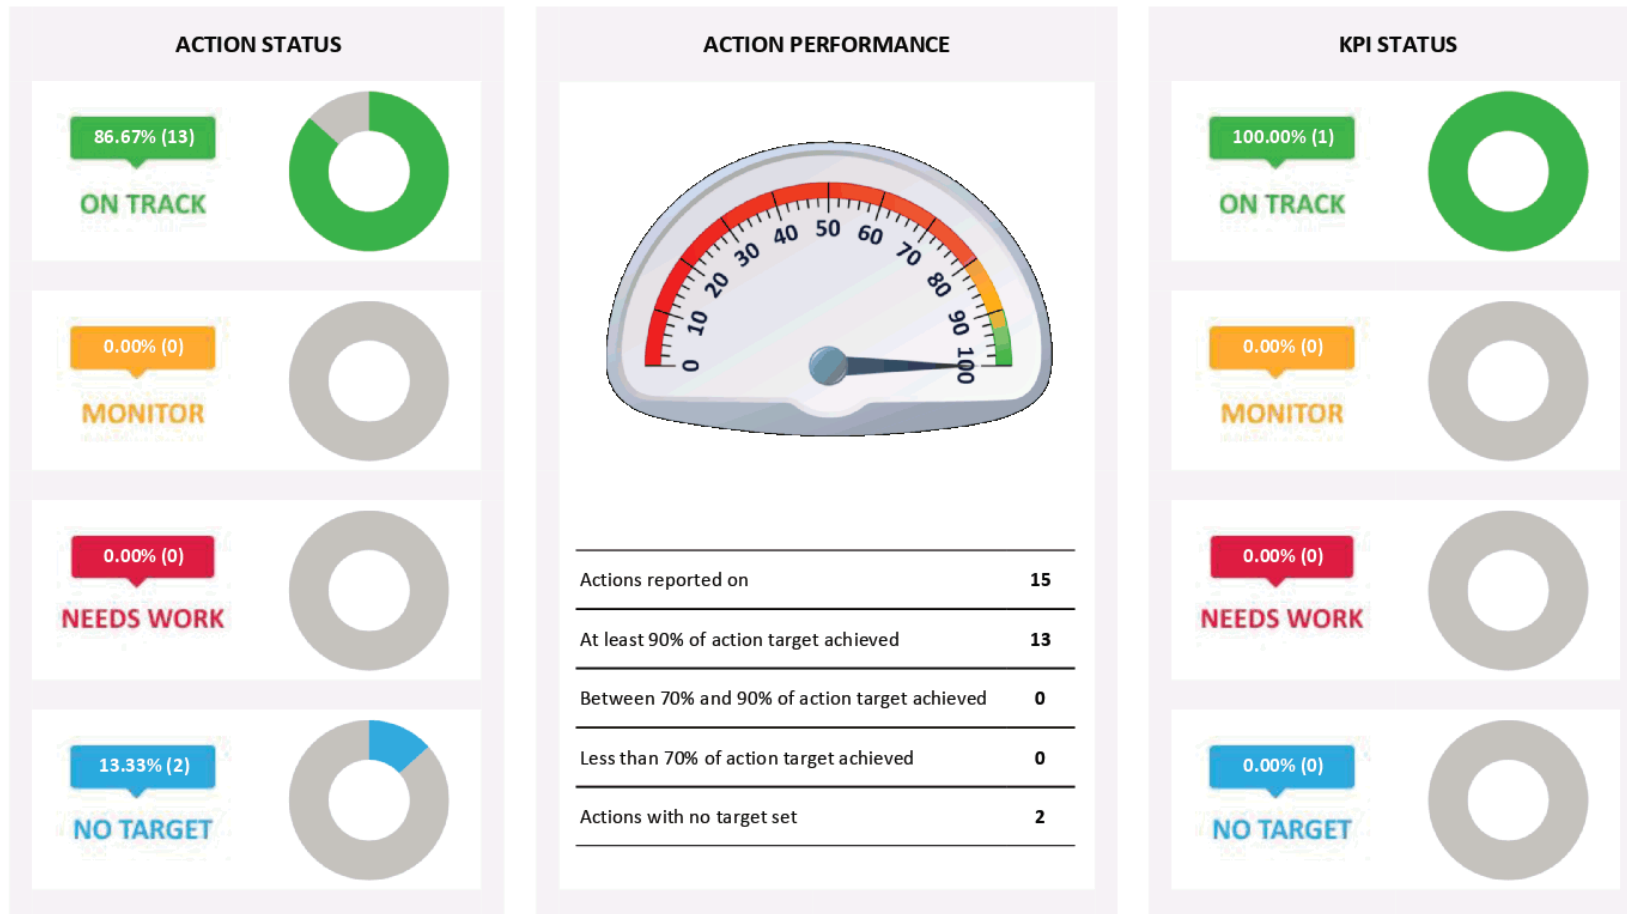 ACTION STATUS
86.67% (13)
ON TRACK
0.00% (0)
MONITOR
0.00% (0)
NEEDS WORK
13.33% (2)
NO TARGET
ACTION PERFORMANCE
0
10
20
30
40
50
60
70
80
90
100
Actions reported on 15
At least 90% of action target achieved 13
Between 70% and 90% of action target achieved 0
Less than 70% of action target achieved 0
Actions with no target set 2
KPI STATUS
100.00% (1)
ON TRACK
0.00% (0)
MONITOR
0.00% (0)
NEEDS WORK
0.00% (0)
NO TARGET